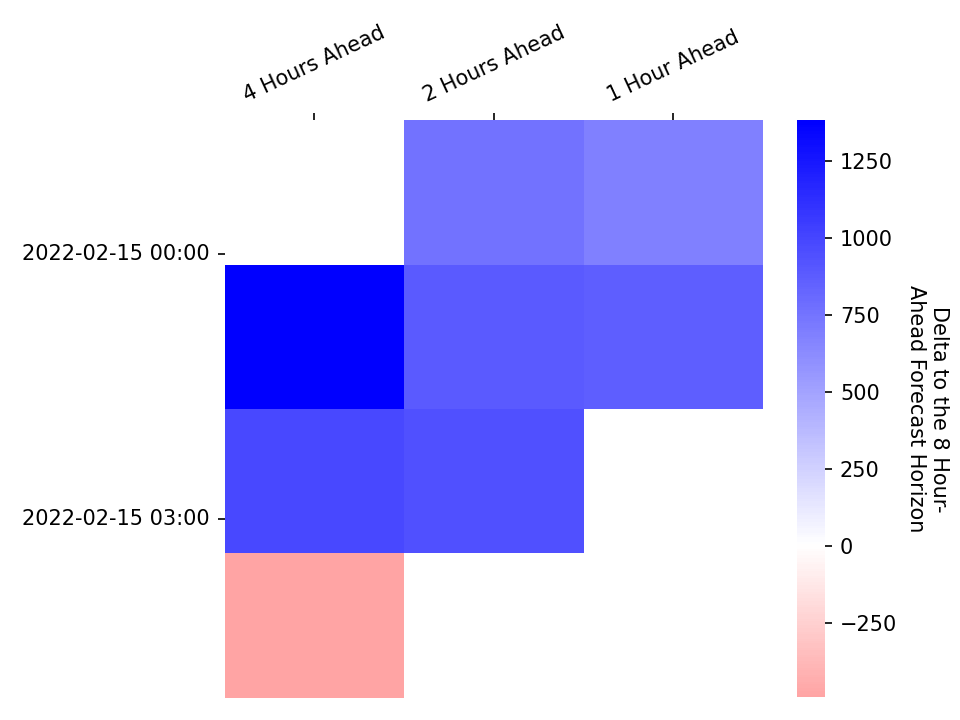 4 Hours Ahead
2 Hours Ahead
1 Hour Ahead
2022-02-15 00:00
2022-02-15 03:00
1250
1000
750
500
250
0
−250
Delta to the 8 Hour-
Ahead Forecast Horizon